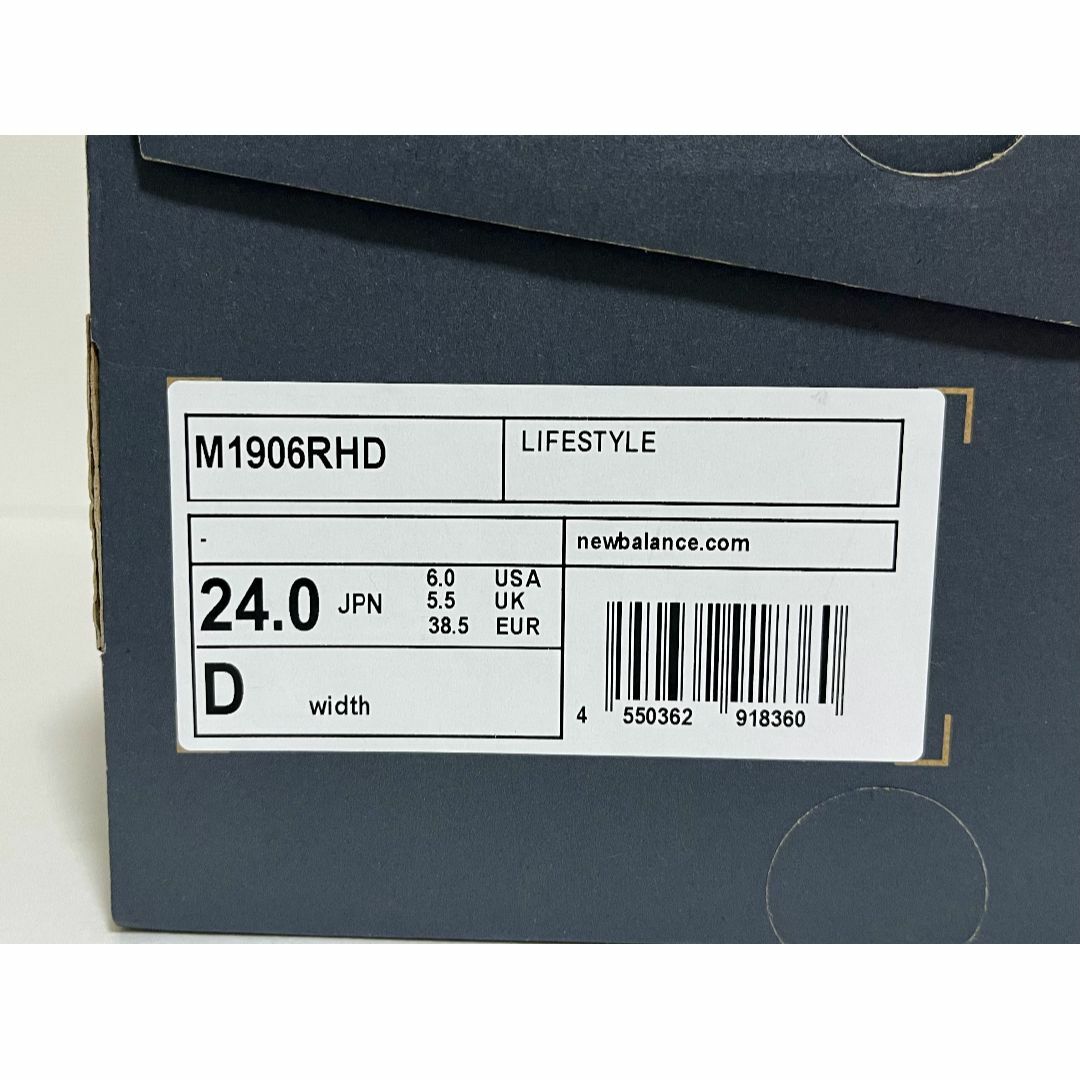 M1906RHD
LIFESTYLE
-
newbalance.com
24.0 JPN
6.0 USA
5.5 UK
38.5 EUR
D width
4 550362 918360